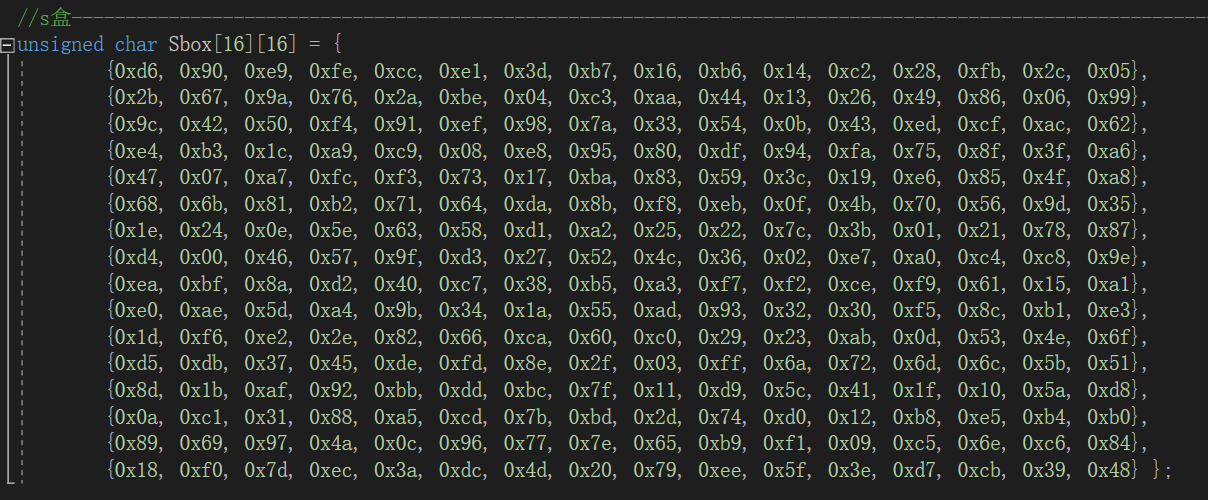 //s盒--------------------------------------------------------------------------------------------------------
unsigned char Sbox[16][16] = {
{0xd6, 0x90, 0xe9, 0xfe, 0xcc, 0xe1, 0x3d, 0xb7, 0x16, 0xb6, 0x14, 0xc2, 0x28, 0xfb, 0x2c, 0x05},
{0x2b, 0x67, 0x9a, 0x76, 0x2a, 0xbe, 0x04, 0xc3, 0xaa, 0x44, 0x13, 0x26, 0x49, 0x86, 0x06, 0x99},
{0x9c, 0x42, 0x50, 0xf4, 0x91, 0xef, 0x98, 0x7a, 0x33, 0x54, 0x0b, 0x43, 0xed, 0xcf, 0xac, 0x62},
{0xe4, 0xb3, 0x1c, 0xa9, 0xc9, 0x08, 0xe8, 0x95, 0x80, 0xdf, 0x94, 0xfa, 0x75, 0x8f, 0x3f, 0xa6},
{0x47, 0x07, 0xa7, 0xfc, 0xf3, 0x73, 0x17, 0xba, 0x83, 0x59, 0x3c, 0x19, 0xe6, 0x85, 0x4f, 0xa8},
{0x68, 0x6b, 0x81, 0xb2, 0x71, 0x64, 0xda, 0x8b, 0xf8, 0xeb, 0x0f, 0x4b, 0x70, 0x56, 0x9d, 0x35},
{0x1e, 0x24, 0x0e, 0x5e, 0x63, 0x58, 0xd1, 0xa2, 0x25, 0x22, 0x7c, 0x3b, 0x01, 0x21, 0x78, 0x87},
{0xd4, 0x00, 0x46, 0x57, 0x9f, 0xd3, 0x27, 0x52, 0x4c, 0x36, 0x02, 0xe7, 0xa0, 0xc4, 0xc8, 0x9e},
{0xea, 0xbf, 0x8a, 0xd2, 0x40, 0xc7, 0x38, 0xb5, 0xa3, 0xf7, 0xf2, 0xce, 0xf9, 0x61, 0x15, 0xa1},
{0xe0, 0xae, 0x5d, 0xa4, 0x9b, 0x34, 0x1a, 0x55, 0xad, 0x93, 0x32, 0x30, 0xf5, 0x8c, 0xb1, 0xe3},
{0x1d, 0xf6, 0xe2, 0x2e, 0x82, 0x66, 0xca, 0x60, 0xc0, 0x29, 0x23, 0xab, 0x0d, 0x53, 0x4e, 0x6f},
{0xd5, 0xdb, 0x37, 0x45, 0xde, 0xfd, 0x8e, 0x2f, 0x03, 0xff, 0x6a, 0x72, 0x6d, 0x6c, 0x5b, 0x51},
{0x8d, 0x1b, 0xaf, 0x92, 0xbb, 0xdd, 0xbc, 0x7f, 0x11, 0xd9, 0x5c, 0x41, 0x1f, 0x10, 0x5a, 0xd8},
{0x0a, 0xc1, 0x31, 0x88, 0xa5, 0xcd, 0x7b, 0xbd, 0x2d, 0x74, 0xd0, 0x12, 0xb8, 0xe5, 0xb4, 0xb0},
{0x89, 0x69, 0x97, 0x4a, 0x0c, 0x96, 0x77, 0x7e, 0x65, 0xb9, 0xf1, 0x09, 0xc5, 0x6e, 0xc6, 0x84},
{0x18, 0xf0, 0x7d, 0xec, 0x3a, 0xdc, 0x4d, 0x20, 0x79, 0xee, 0x5f, 0x3e, 0xd7, 0xcb, 0x39, 0x48} };